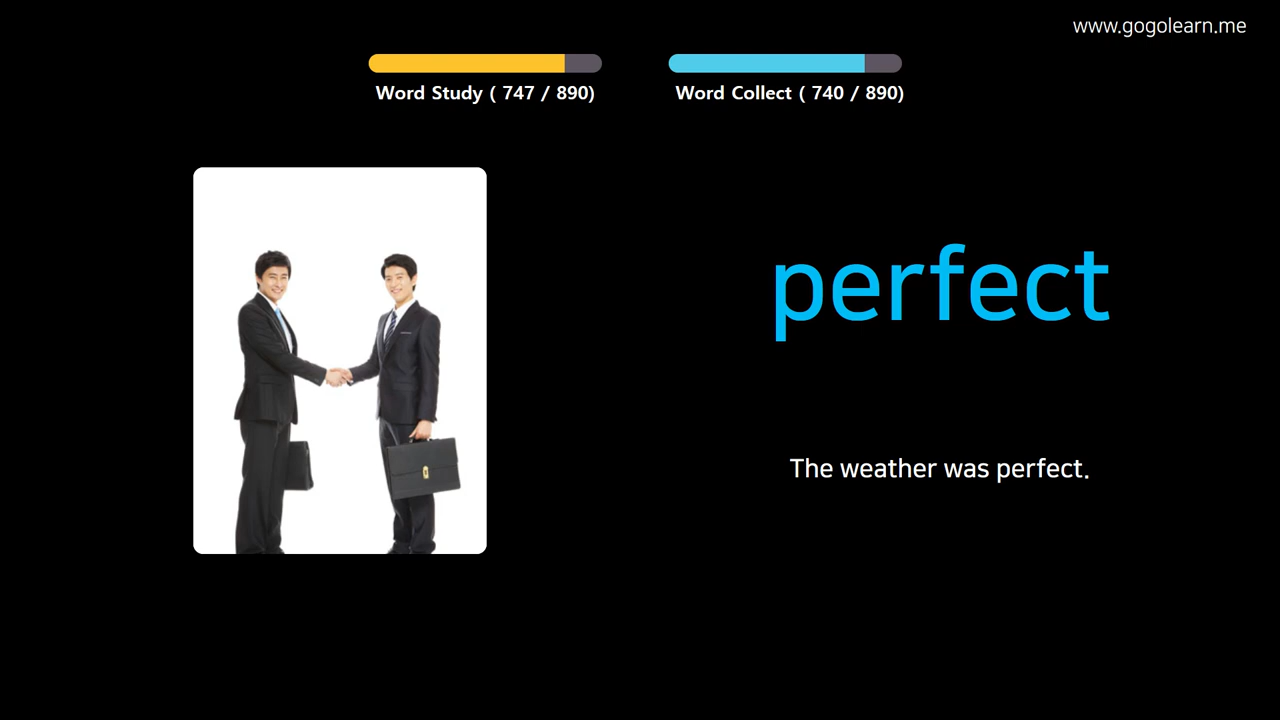 www.gogolearn.me
Word Study ( 747 / 890)
Word Collect ( 740 / 890)
perfect
The weather was perfect.